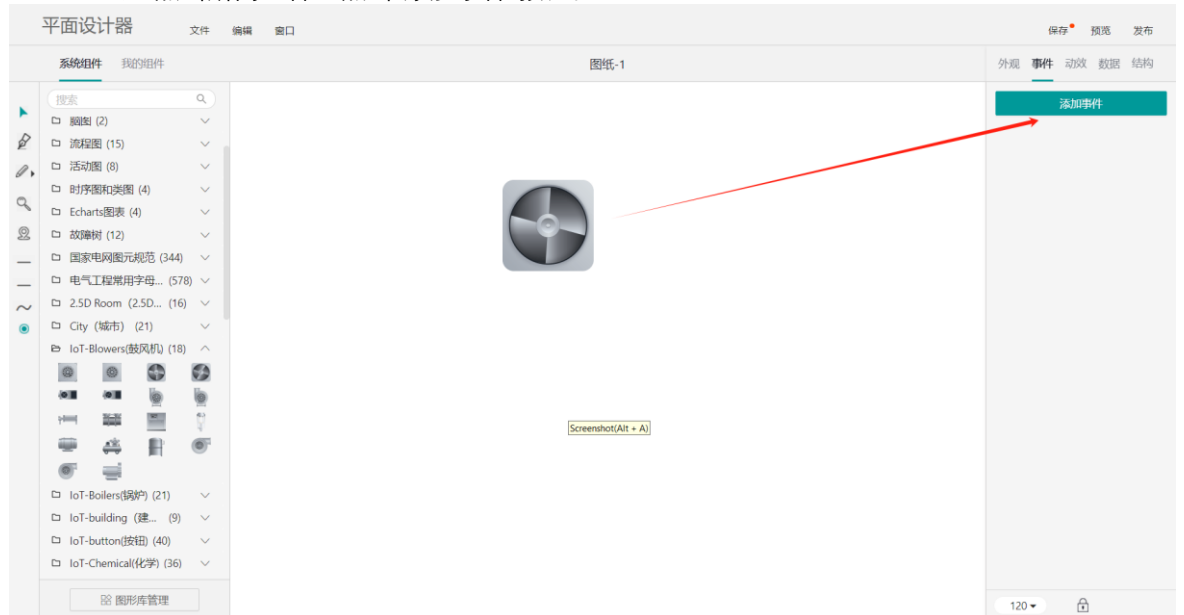 平面设计器 文件 编辑 窗口 保存 预览 发布
系统组件 我的组件 图纸-1 外观 事件 动效 数据 结构
搜索 添加事件
脑图 (2)
流程图 (15)
活动图 (8)
时序图和类图 (4)
Echarts图表 (4)
故障树 (12)
国家电网图元规范 (344)
电气工程常用字母... (578)
2.5D Room (2.5D... (16)
City (城市) (21)
IoT-Blowers(鼓风机) (18)
Screenshot(Alt + A)
IoT-Boilers(锅炉) (21)
IoT-building (建... (9)
IoT-button(按钮) (40)
IoT-Chemical(化学) (36)
图形库管理 120